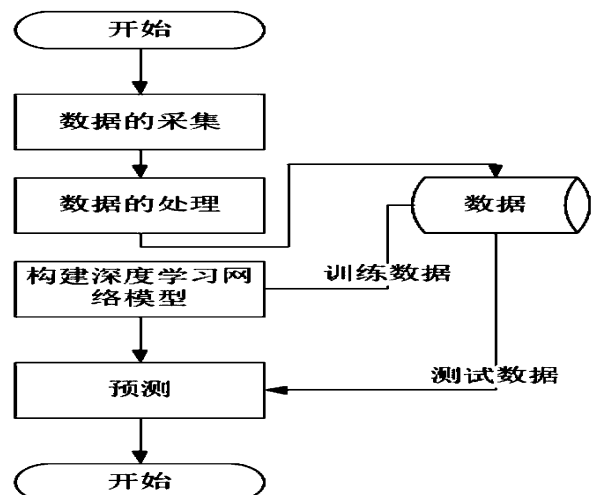 开始
数据的采集
数据的处理
数据
构建深度学习网
络模型
训练数据
预测
测试数据
开始